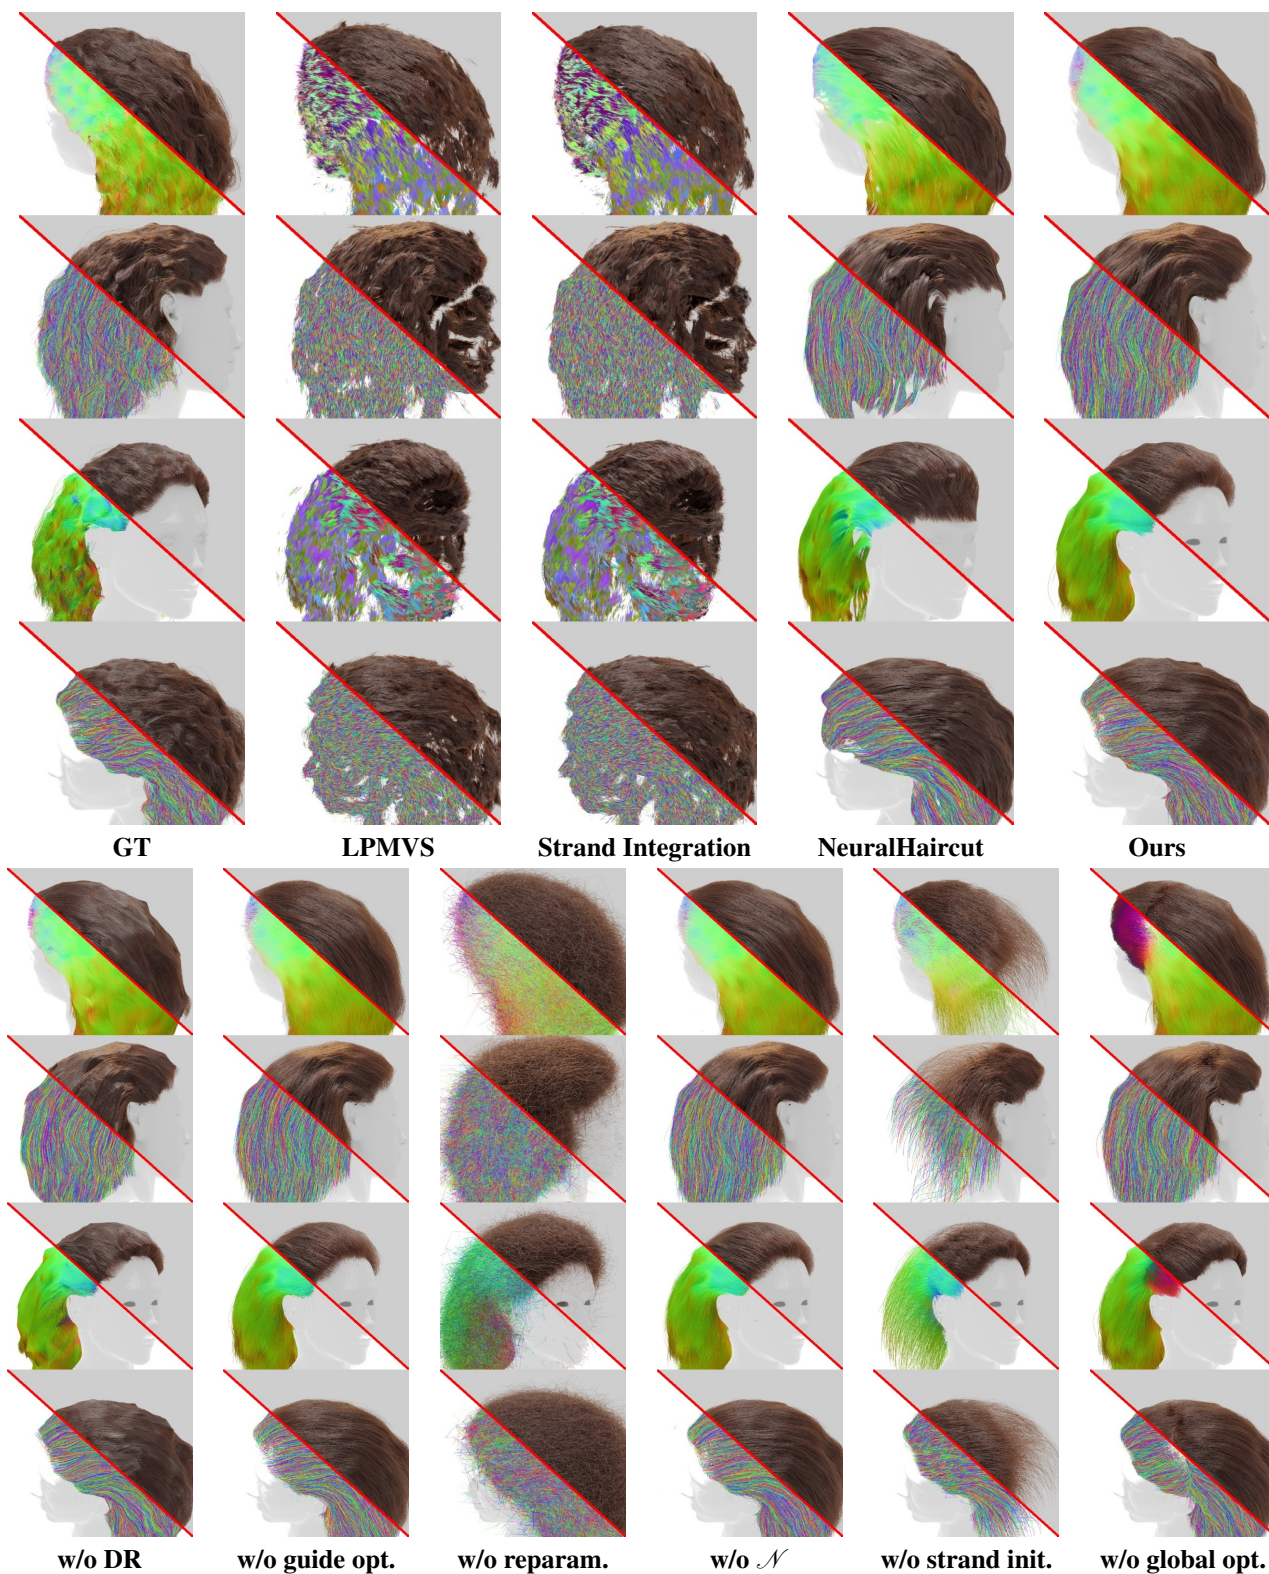 GT LPMVS Strand Integration NeuralHaircut Ours
w/o DR w/o guide opt. w/o reparam. w/o 𝒩 w/o strand init. w/o global opt.